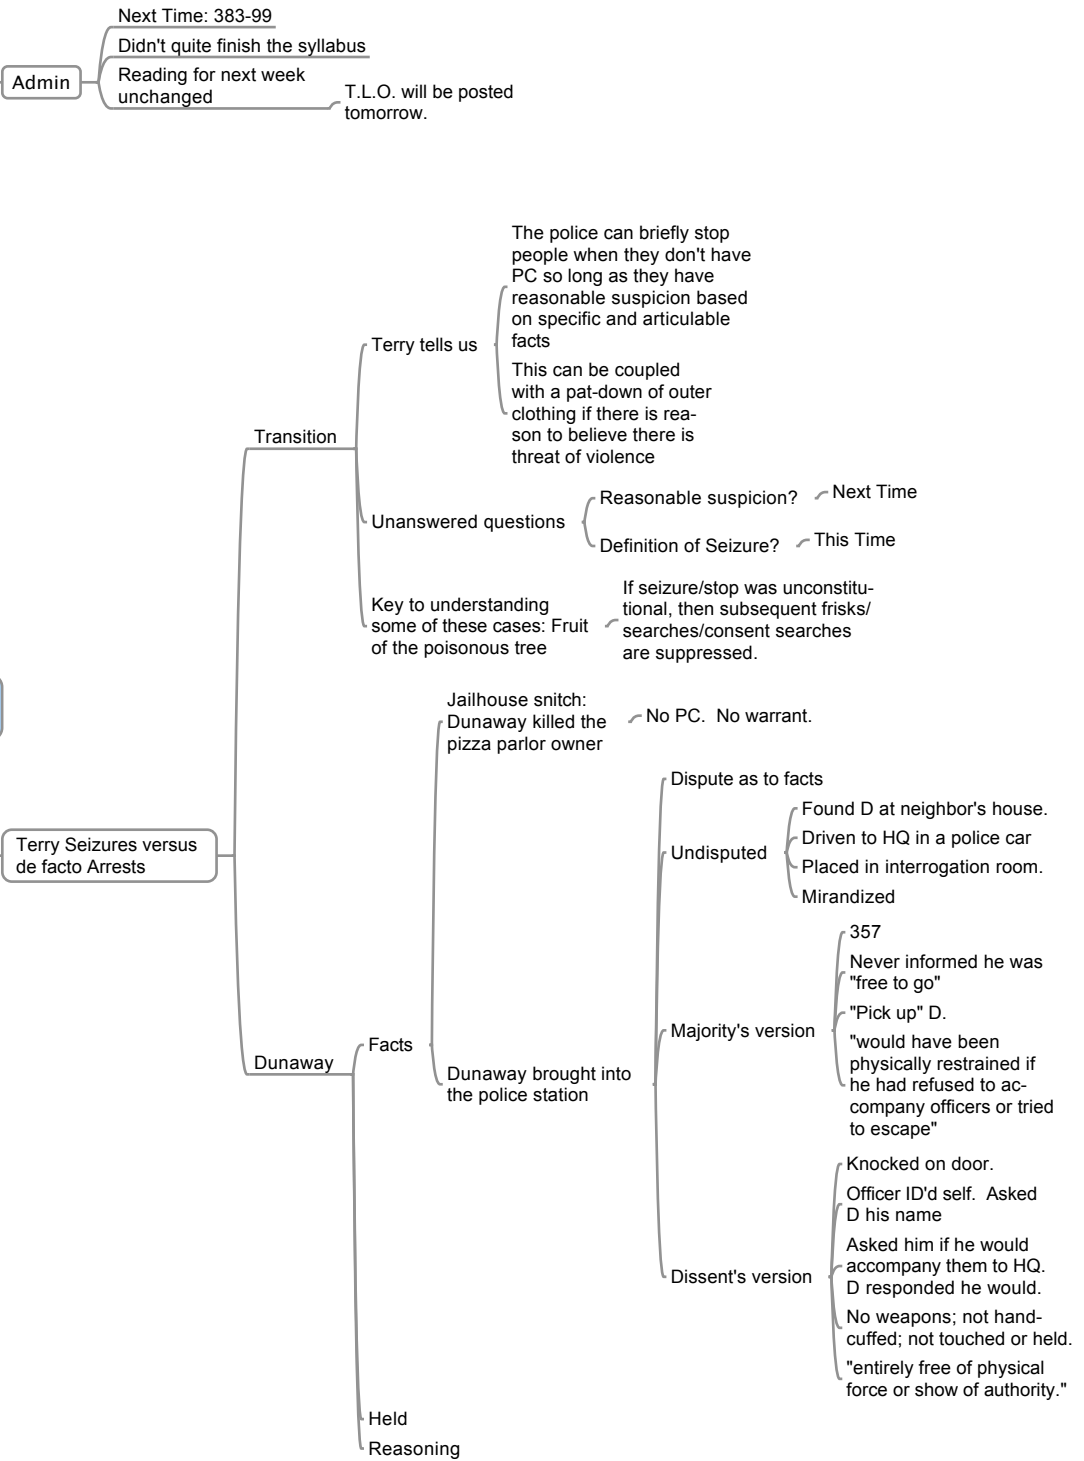 Next Time: 383-99
Didn't quite finish the syllabus
Admin
Reading for next week
unchanged
T.L.O. will be posted
tomorrow.
The police can briefly stop
people when they don't have
PC so long as they have
reasonable suspicion based
on specific and articulable
facts
Terry tells us
This can be coupled
with a pat-down of outer
clothing if there is rea-
son to believe there is
threat of violence
Transition
Unanswered questions
Reasonable suspicion?
Next Time
Definition of Seizure?
This Time
Key to understanding
some of these cases: Fruit
of the poisonous tree
If seizure/stop was unconstitu-
tional, then subsequent frisks/
searches/consent searches
are suppressed.
Terry Seizures versus
de facto Arrests
Dunaway
Facts
Jailhouse snitch:
Dunaway killed the
pizza parlor owner
No PC.  No warrant.
Dunaway brought into
the police station
Dispute as to facts
Undisputed
Found D at neighbor's house.
Driven to HQ in a police car
Placed in interrogation room.
Mirandized
Majority's version
357
Never informed he was
"free to go"
"Pick up" D.
"would have been
physically restrained if
he had refused to ac-
company officers or tried
to escape"
Dissent's version
Knocked on door.
Officer ID'd self.  Asked
D his name
Asked him if he would
accompany them to HQ.
D responded he would.
No weapons; not hand-
cuffed; not touched or held.
"entirely free of physical
force or show of authority."
Held
Reasoning